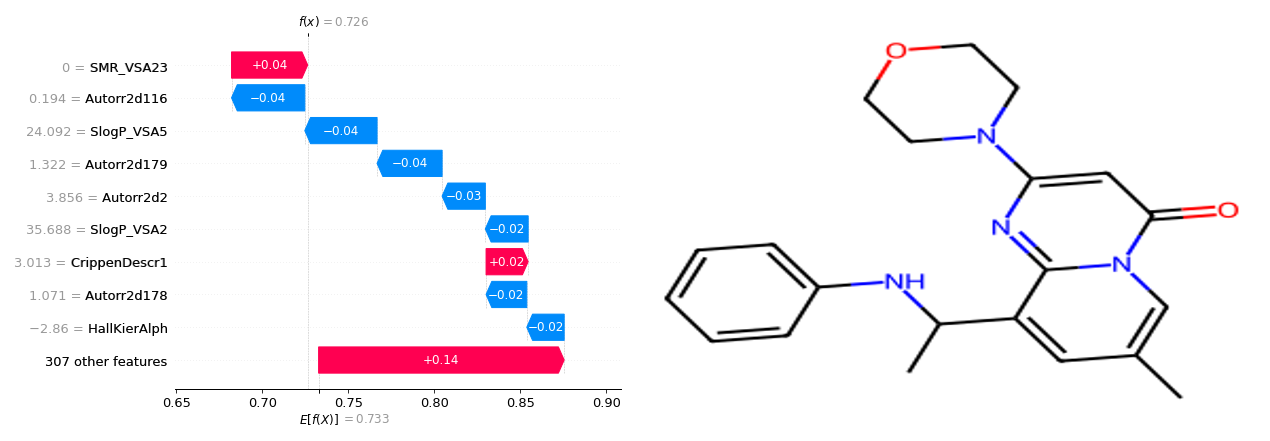 f(x) = 0.726
0 = SMR_VSA23
+0.04
0.194 = Autorr2d116
−0.04
24.092 = SlogP_VSA5
−0.04
1.322 = Autorr2d179
−0.04
3.856 = Autorr2d2
−0.03
35.688 = SlogP_VSA2
−0.02
3.013 = CrippenDescr1
+0.02
1.071 = Autorr2d178
−0.02
−2.86 = HallKierAlph
−0.02
307 other features
+0.14
0.65 0.70 0.75 0.80 0.85 0.90
E[f(X)] = 0.733
O
N
N
O
N
NH